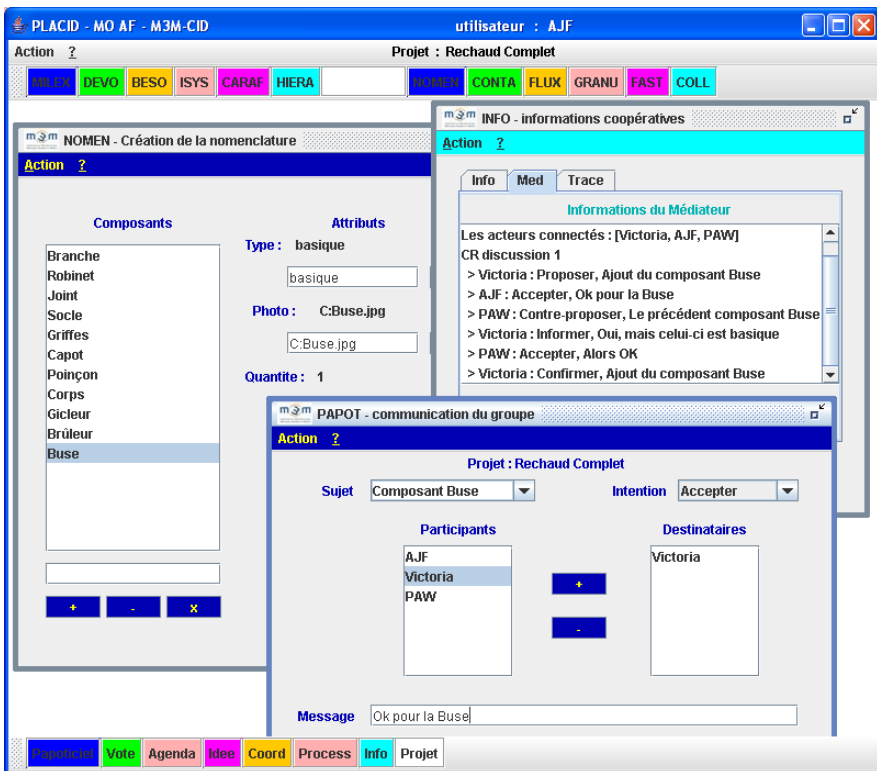 PLACID - MO AF - M3M-CID utilisateur : AJF
Action ? Projet : Rechaud Complet
MILEX DEVO BESO ISYS CARAF HIERA NOMEN CONTA FLUX GRANU FAST COLL
m3m NOMEN - Création de la nomenclature
Action ?
Composants
Branche
Robinet
Joint
Socle
Griffes
Capot
Poinçon
Corps
Gicleur
Brûleur
Buse
+ - x
Attributs
Type : basique
basique
Photo : C:Buse.jpg
C:Buse.jpg
Quantite : 1
m3m INFO - informations coopératives
Action ?
Info Med Trace
Informations du Médiateur
Les acteurs connectés : [Victoria, AJF, PAW]
CR discussion 1
> Victoria : Proposer, Ajout du composant Buse
> AJF : Accepter, Ok pour la Buse
> PAW : Contre-proposer, Le précédent composant Buse
> Victoria : Informer, Oui, mais celui-ci est basique
> PAW : Accepter, Alors OK
> Victoria : Confirmer, Ajout du composant Buse
m3m PAPOT - communication du groupe
Action ?
Projet : Rechaud Complet
Sujet Composant Buse Intention Accepter
Participants
AJF
Victoria
PAW
+
-
Destinataires
Victoria
Message Ok pour la Buse
Papoticiel Vote Agenda Idee Coord Process Info Projet